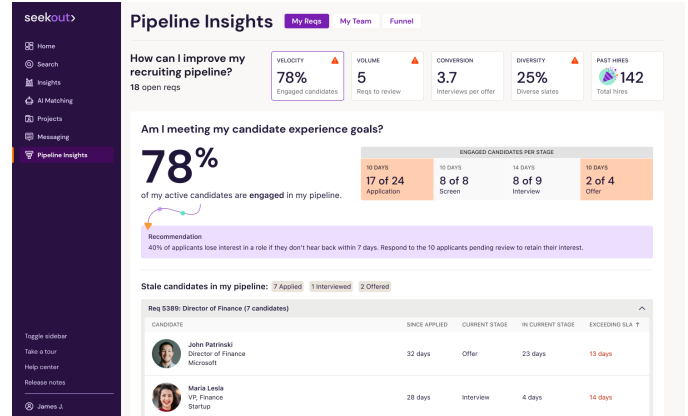 seekout>
Home
Search
Insights
AI Matching
Projects
Messaging
Pipeline Insights
Toggle sidebar
Take a tour
Help center
Release notes
James J.
Pipeline Insights
My Reqs
My Team
Funnel
How can I improve my
recruiting pipeline?
18 open reqs
VELOCITY
78%
Engaged candidates
VOLUME
5
Reqs to review
CONVERSION
3.7
Interviews per offer
DIVERSITY
25%
Diverse slates
PAST HIRES
142
Total hires
Am I meeting my candidate experience goals?
78%
of my active candidates are engaged in my pipeline.
ENGAGED CANDIDATES PER STAGE
10 DAYS
17 of 24
Application
10 DAYS
8 of 8
Screen
14 DAYS
8 of 9
Interview
10 DAYS
2 of 4
Offer
Recommendation
40% of applicants lose interest in a role if they don't hear back within 7 days. Respond to the 10 applicants pending review to retain their interest.
Stale candidates in my pipeline: 7 Applied 1 Interviewed 2 Offered
Req 5389: Director of Finance (7 candidates)
CANDIDATE SINCE APPLIED CURRENT STAGE IN CURRENT STAGE EXCEEDING SLA ↑
John Patrinski
Director of Finance
Microsoft
32 days Offer 23 days 13 days
Maria Lesla
VP, Finance
Startup
28 days Interview 4 days 14 days